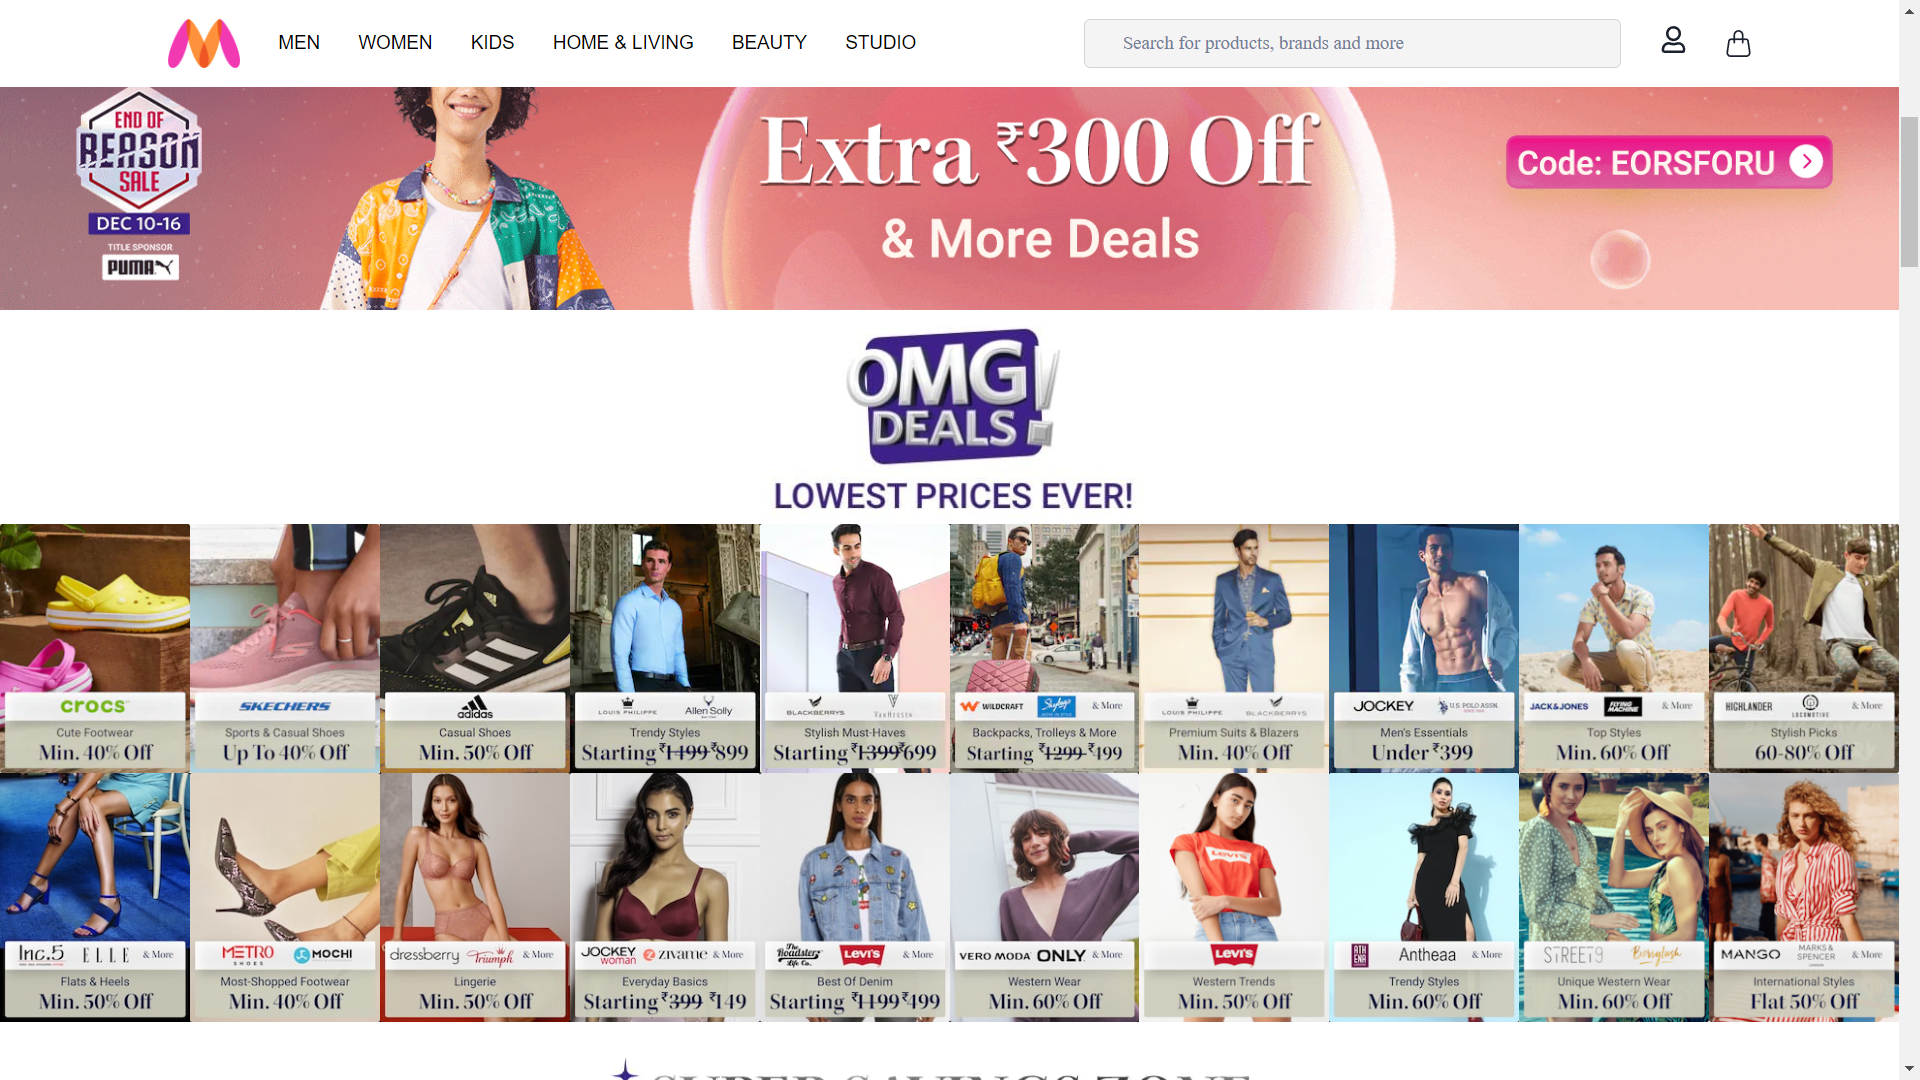 MEN WOMEN KIDS HOME & LIVING BEAUTY STUDIO
Search for products, brands and more
END OF
REASON
SALE
DEC 10-16
TITLE SPONSOR
PUMA
Extra ₹300 Off
& More Deals
Code: EORSFORU
OMG!
DEALS
LOWEST PRICES EVER!
crocs
Cute Footwear
Min. 40% Off
SKECHERS
Sports & Casual Shoes
Up To 40% Off
adidas
Casual Shoes
Min. 50% Off
LOUIS PHILIPPE Allen Solly
Trendy Styles
Starting ₹1499 ₹899
BLACKBERRYS VAN HEUSEN
Stylish Must-Haves
Starting ₹1399 ₹699
WILDCRAFT Skybags & More
Backpacks, Trolleys & More
Starting ₹1299 ₹499
LOUIS PHILIPPE BLACKBERRYS
Premium Suits & Blazers
Min. 40% Off
JOCKEY U.S. POLO ASSN.
Men's Essentials
Under ₹399
JACK&JONES FLYING MACHINE & More
Top Styles
Min. 60% Off
HIGHLANDER LOCOMOTIVE & More
Stylish Picks
60-80% Off
Inc.5 ELLE & More
Flats & Heels
Min. 50% Off
METRO SHOES MOCHI
Most-Shopped Footwear
Min. 40% Off
dressberry Triumph & More
Lingerie
Min. 50% Off
JOCKEY woman zivame & More
Everyday Basics
Starting ₹399 ₹149
The Roadster Life Co. Levi's & More
Best Of Denim
Starting ₹1199 ₹499
VERO MODA ONLY & More
Western Wear
Min. 60% Off
Levi's
Western Trends
Min. 50% Off
ATHENA Antheaa & More
Trendy Styles
Min. 60% Off
STREET9 Berrylush
Unique Western Wear
Min. 60% Off
MANGO MARKS & SPENCER & More
International Styles
Flat 50% Off
SUPER SAVINGS ZONE